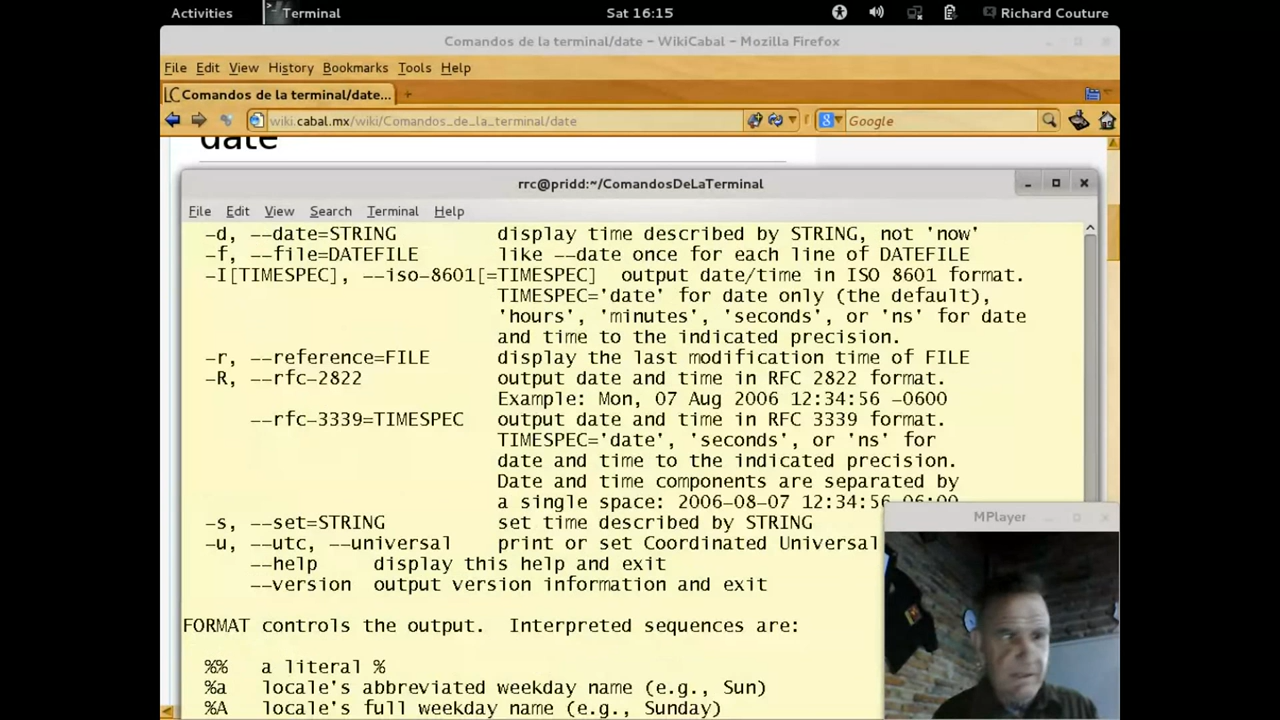 Activities
Terminal
Sat 16:15
Richard Couture
Comandos de la terminal/date - WikiCabal - Mozilla Firefox
File Edit View History Bookmarks Tools Help
Comandos de la terminal/date...
wiki.cabal.mx/wiki/Comandos_de_la_terminal/date
Google
date
rrc@pridd:~/ComandosDeLaTerminal
File Edit View Search Terminal Help
-d, --date=STRING display time described by STRING, not 'now'
-f, --file=DATEFILE like --date once for each line of DATEFILE
-I[TIMESPEC], --iso-8601[=TIMESPEC] output date/time in ISO 8601 format.
TIMESPEC='date' for date only (the default),
'hours', 'minutes', 'seconds', or 'ns' for date
and time to the indicated precision.
-r, --reference=FILE display the last modification time of FILE
-R, --rfc-2822 output date and time in RFC 2822 format.
Example: Mon, 07 Aug 2006 12:34:56 -0600
--rfc-3339=TIMESPEC output date and time in RFC 3339 format.
TIMESPEC='date', 'seconds', or 'ns' for
date and time to the indicated precision.
Date and time components are separated by
a single space: 2006-08-07 12:34:56-06:00
-s, --set=STRING set time described by STRING
-u, --utc, --universal print or set Coordinated Universal
--help display this help and exit
--version output version information and exit
FORMAT controls the output. Interpreted sequences are:
%% a literal %
%a locale's abbreviated weekday name (e.g., Sun)
%A locale's full weekday name (e.g., Sunday)
MPlayer